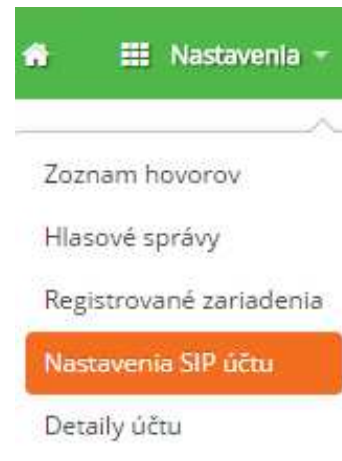 Nastavenia
Zoznam hovorov
Hlasové správy
Registrované zariadenia
Nastavenia SIP účtu
Detaily účtu